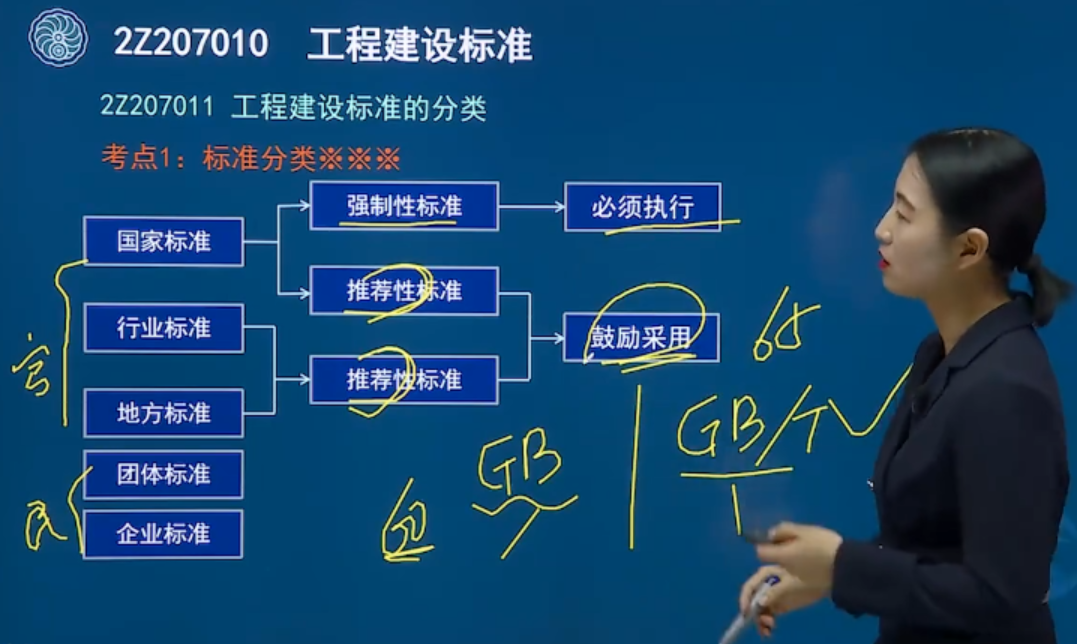 2Z207010 工程建设标准
2Z207011 工程建设标准的分类
考点1：标准分类※※※
强制性标准
必须执行
国家标准
推荐性标准
行业标准
鼓励采用
推荐性标准
地方标准
团体标准
企业标准
官
民
GB
GB/T